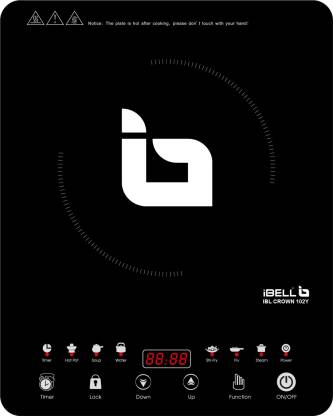 Notice: The plate is hot after cooking, please don't touch with your hand!
iBELL
IBL CROWN 102Y
Timer Hot Pot Soup Water 88:88 Stir-Fry Fry Steam Power
Timer Lock Down Up Function ON/OFF